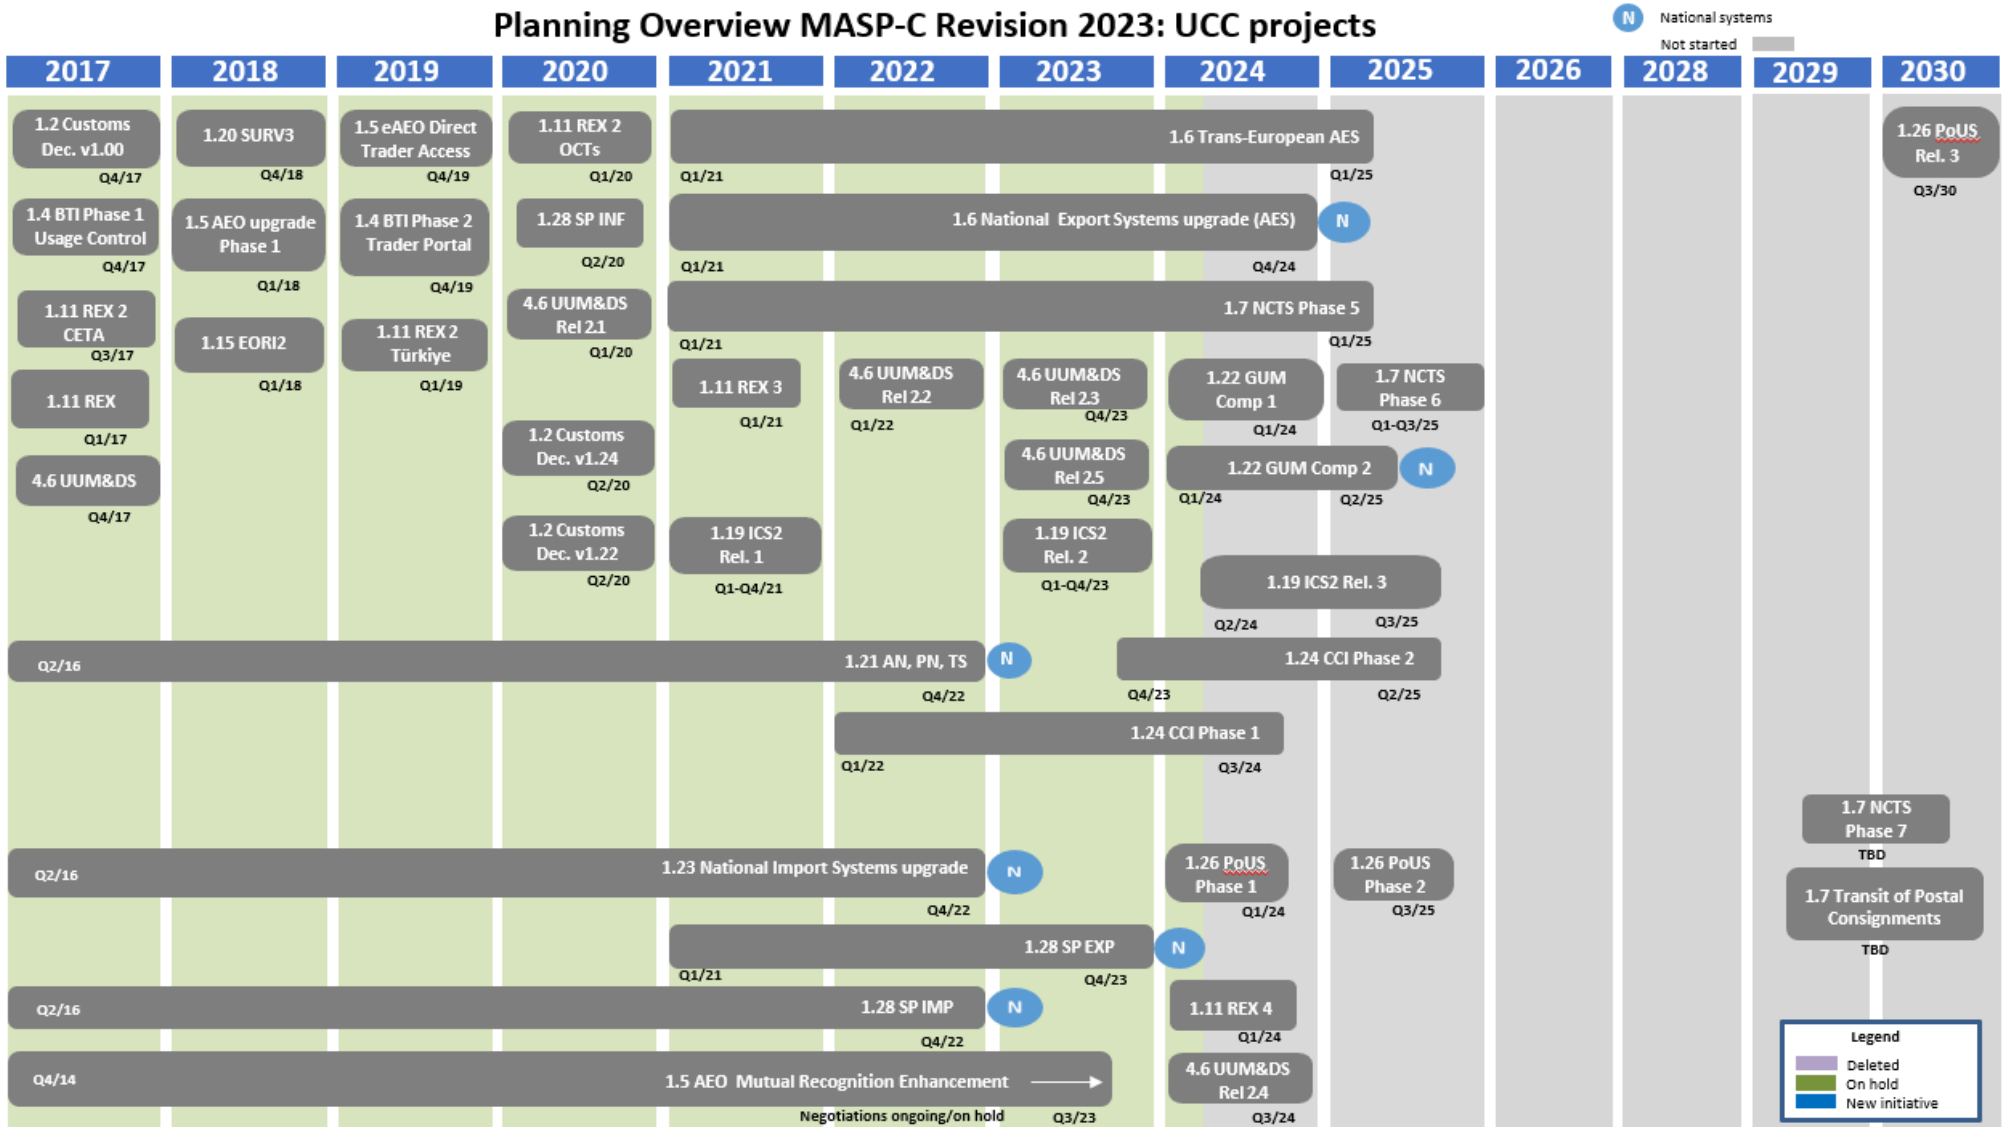 Planning Overview MASP-C Revision 2023: UCC projects
N National systems
Not started
2017 2018 2019 2020 2021 2022 2023 2024 2025 2026 2028 2029 2030
1.2 Customs
Dec. v1.00
Q4/17
1.4 BTI Phase 1
Usage Control
Q4/17
1.11 REX 2
CETA
Q3/17
1.11 REX
Q1/17
4.6 UUM&DS
Q4/17
1.20 SURV3
Q4/18
1.5 AEO upgrade
Phase 1
Q1/18
1.15 EORI2
Q1/18
1.5 eAEO Direct
Trader Access
Q4/19
1.4 BTI Phase 2
Trader Portal
Q4/19
1.11 REX 2
Türkiye
Q1/19
1.11 REX 2
OCTs
Q1/20
1.28 SP INF
Q2/20
4.6 UUM&DS
Rel 2.1
Q1/20
1.2 Customs
Dec. v1.24
Q2/20
1.2 Customs
Dec. v1.22
Q2/20
1.6 Trans-European AES
Q1/21 Q1/25
1.6 National Export Systems upgrade (AES) N
Q1/21 Q4/24
1.7 NCTS Phase 5
Q1/21 Q1/25
1.11 REX 3
Q1/21
4.6 UUM&DS
Rel 2.2
Q1/22
4.6 UUM&DS
Rel 2.3
Q4/23
1.22 GUM
Comp 1
Q1/24
1.7 NCTS
Phase 6
Q1-Q3/25
4.6 UUM&DS
Rel 2.5
Q4/23
1.22 GUM Comp 2 N
Q1/24 Q2/25
1.19 ICS2
Rel. 1
Q1-Q4/21
1.19 ICS2
Rel. 2
Q1-Q4/23
1.19 ICS2 Rel. 3
Q2/24 Q3/25
Q2/16 1.21 AN, PN, TS N
Q4/22
1.24 CCI Phase 2
Q4/23 Q2/25
1.24 CCI Phase 1
Q1/22 Q3/24
Q2/16 1.23 National Import Systems upgrade N
Q4/22
1.26 PoUS
Phase 1
Q1/24
1.26 PoUS
Phase 2
Q3/25
1.28 SP EXP N
Q1/21 Q4/23
Q2/16 1.28 SP IMP N
Q4/22
1.11 REX 4
Q1/24
Q4/14 1.5 AEO Mutual Recognition Enhancement
Negotiations ongoing/on hold Q3/23
4.6 UUM&DS
Rel 2.4
Q3/24
1.26 PoUS
Rel. 3
Q3/30
1.7 NCTS
Phase 7
TBD
1.7 Transit of Postal
Consignments
TBD
Legend
Deleted
On hold
New initiative